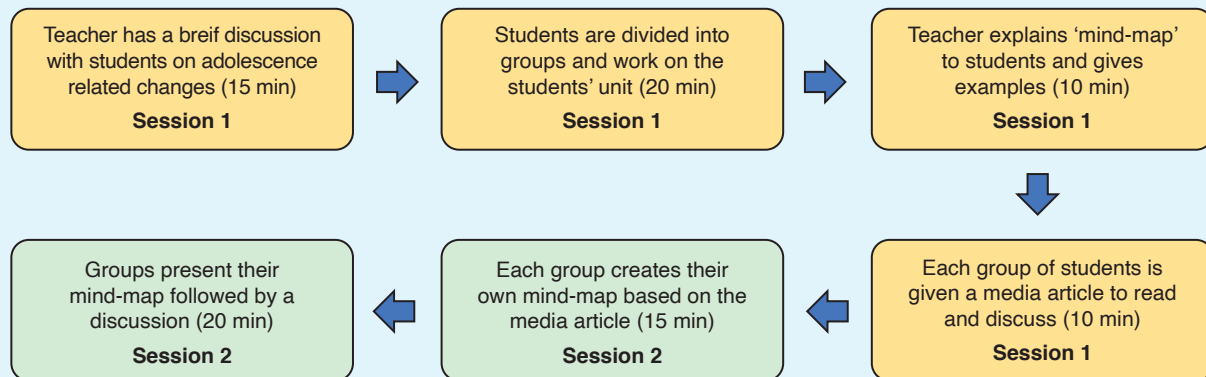 Teacher has a breif discussion
with students on adolescence
related changes (15 min)
Session 1
Students are divided into
groups and work on the
students' unit (20 min)
Session 1
Teacher explains ‘mind-map’
to students and gives
examples (10 min)
Session 1
Each group of students is
given a media article to read
and discuss (10 min)
Session 1
Each group creates their
own mind-map based on the
media article (15 min)
Session 2
Groups present their
mind-map followed by a
discussion (20 min)
Session 2